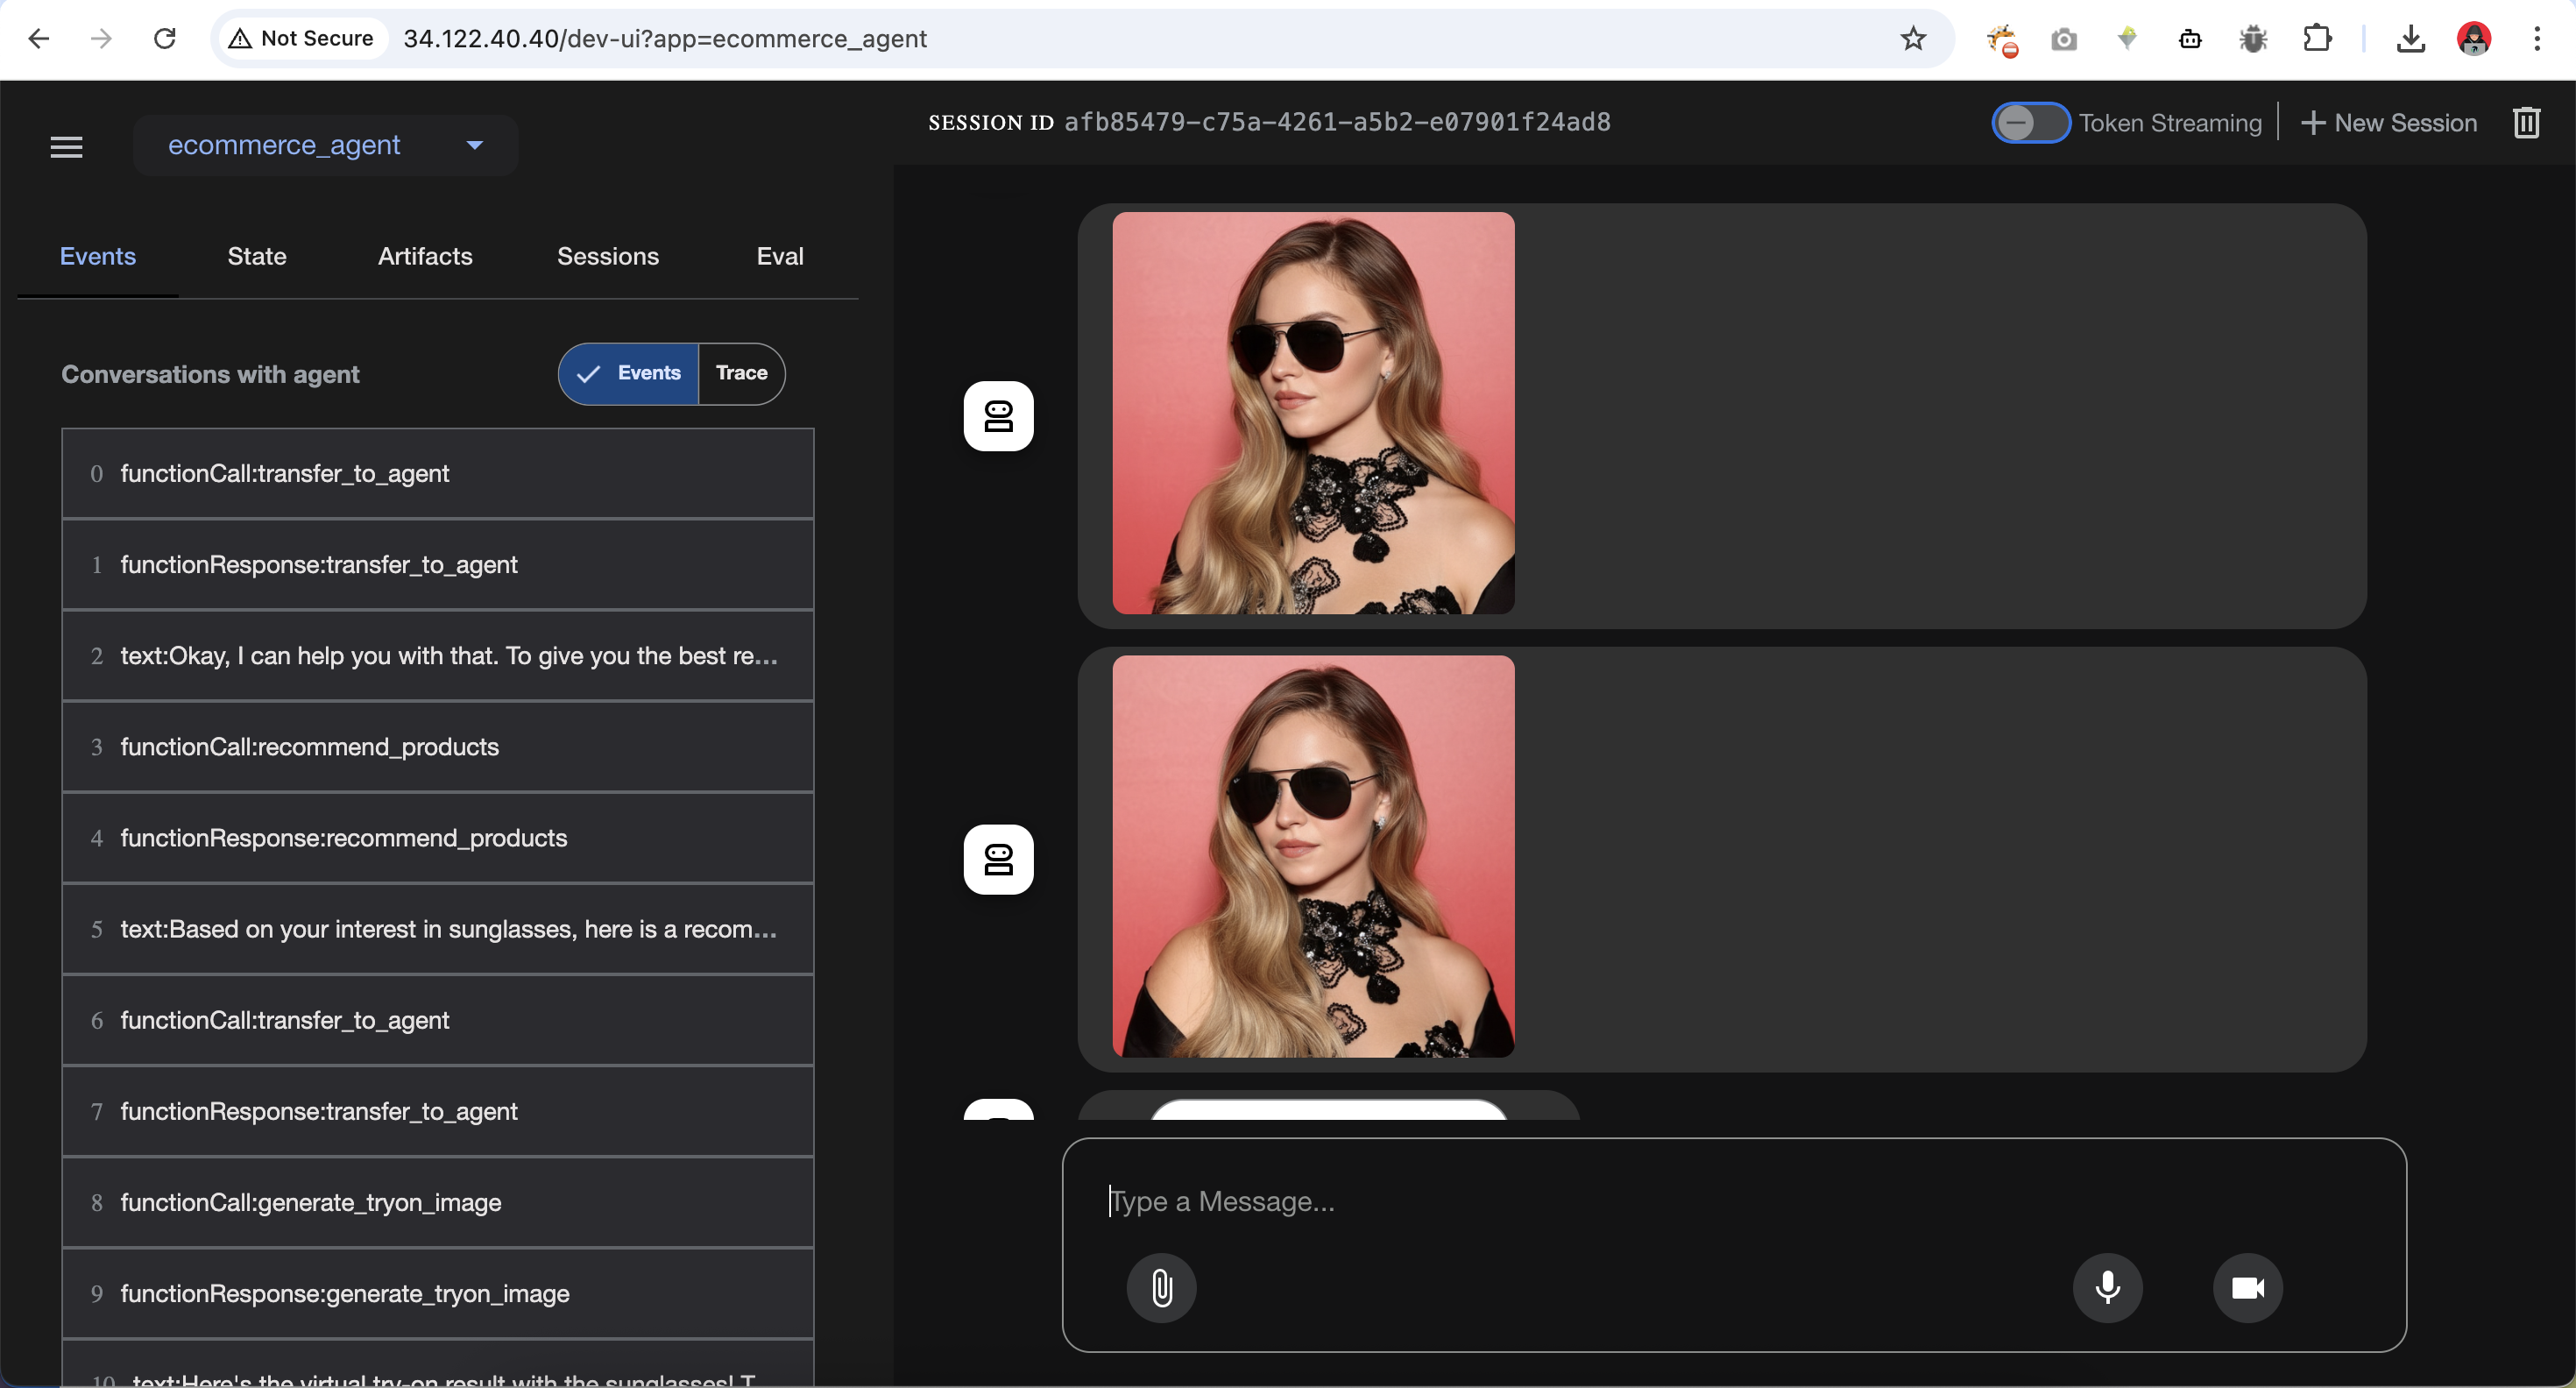 Not Secure
34.122.40.40/dev-ui?app=ecommerce_agent
ecommerce_agent
SESSION ID afb85479-c75a-4261-a5b2-e07901f24ad8
Token Streaming
New Session
Events
State
Artifacts
Sessions
Eval
Conversations with agent
Events
Trace
0 functionCall:transfer_to_agent
1 functionResponse:transfer_to_agent
2 text:Okay, I can help you with that. To give you the best re...
3 functionCall:recommend_products
4 functionResponse:recommend_products
5 text:Based on your interest in sunglasses, here is a recom...
6 functionCall:transfer_to_agent
7 functionResponse:transfer_to_agent
8 functionCall:generate_tryon_image
9 functionResponse:generate_tryon_image
10 text:Here's the virtual try-on result with the sunglasses! T...
Type a Message...